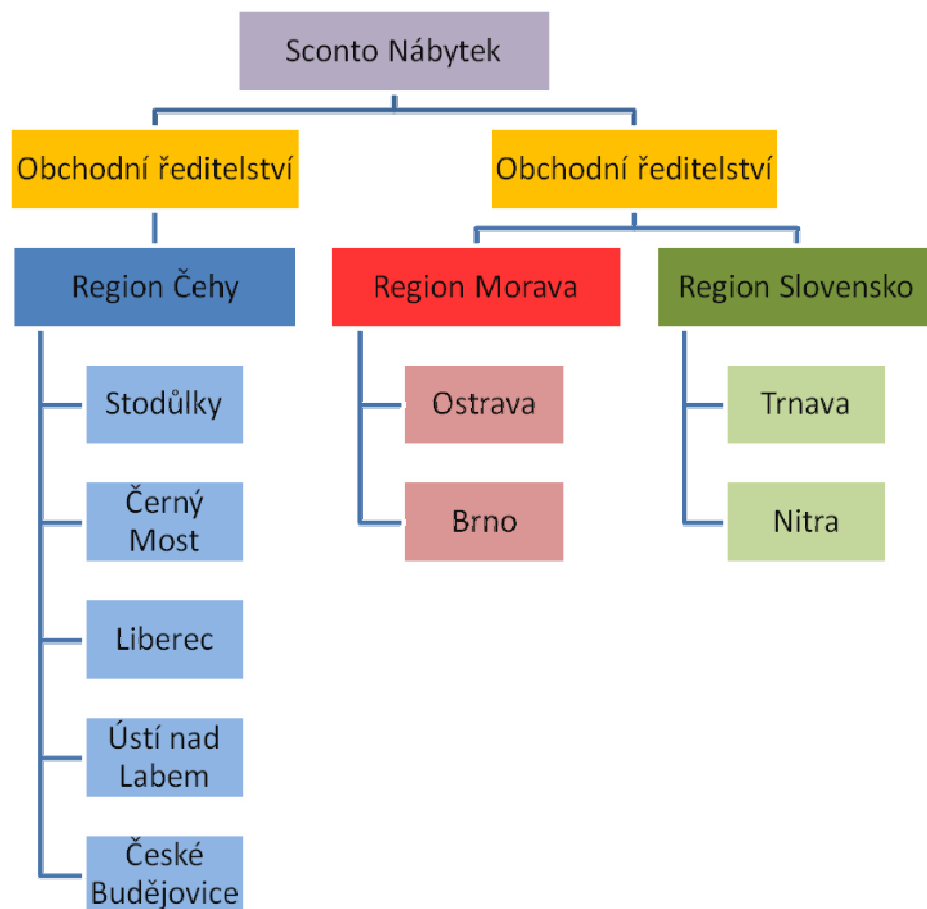 Sconto Nábytek
Obchodní ředitelství
Obchodní ředitelství
Region Čehy
Region Morava
Region Slovensko
Stodůlky
Ostrava
Trnava
Černý
Most
Brno
Nitra
Liberec
Ústí nad
Labem
České
Budějovice